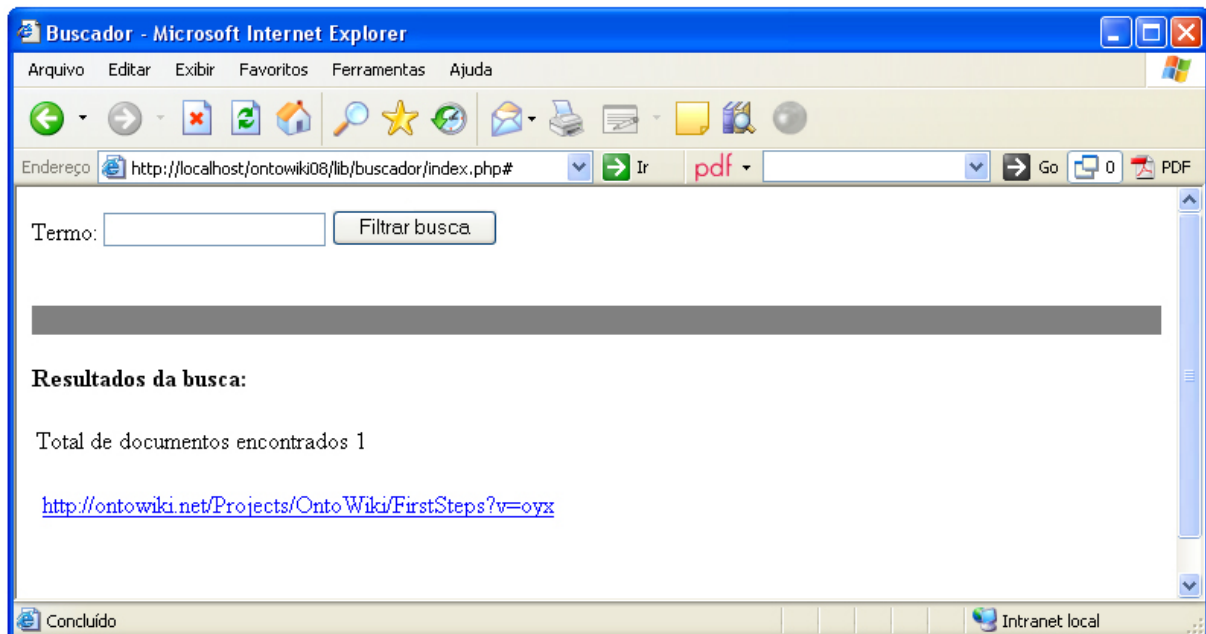 Buscador - Microsoft Internet Explorer
Arquivo Editar Exibir Favoritos Ferramentas Ajuda
Endereço http://localhost/ontowiki08/lib/buscador/index.php# Ir pdf Go 0 PDF
Termo: Filtrar busca
Resultados da busca:
Total de documentos encontrados 1
http://ontowiki.net/Projects/OntoWiki/FirstSteps?v=oyx
Concluído Intranet local